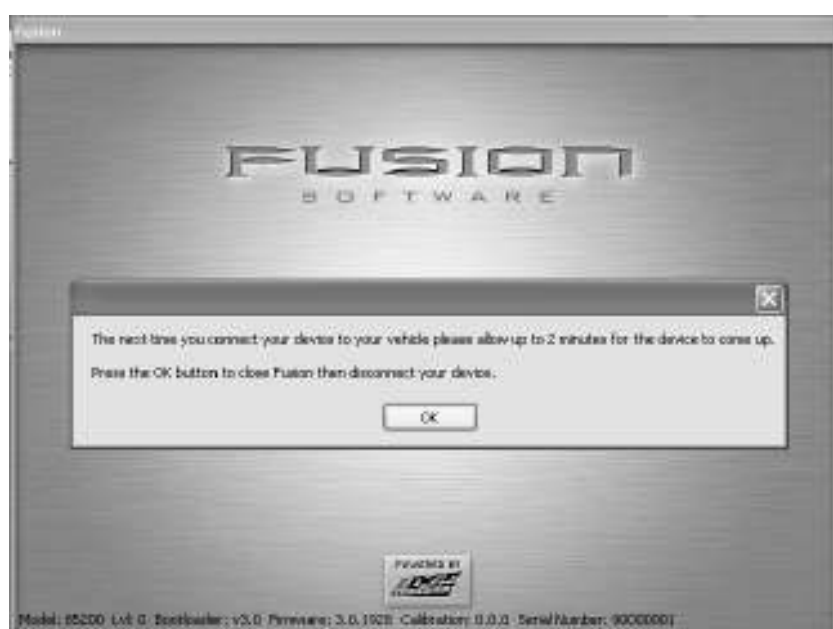 Fusion
FUSION
SOFTWARE
The next time you connect your device to your vehicle please allow up to 2 minutes for the device to come up.
Press the OK button to close Fusion then disconnect your device.
OK
POWERED BY
EDGE
Model: 85200 Lvl: 0 Bootloader: v3.0 Firmware: 3.0.1928 Calibration: 0.0.0 Serial Number: 90000001